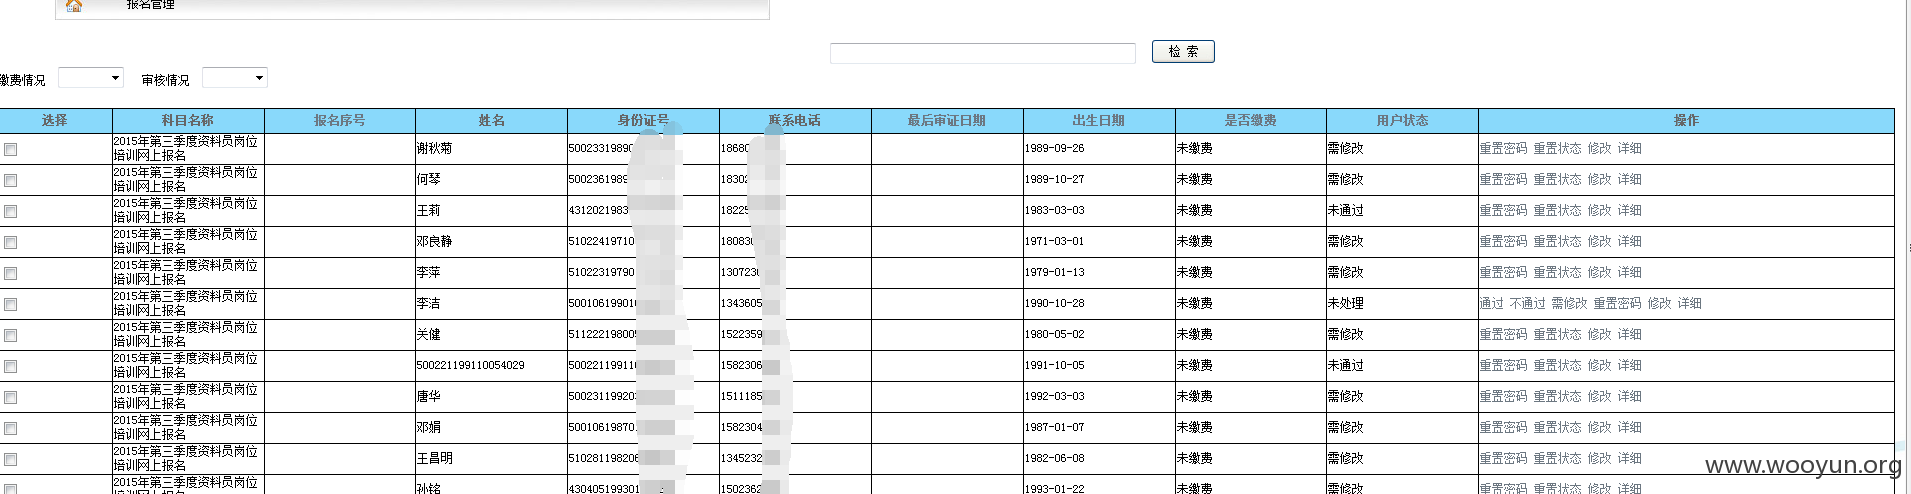 报名管理
检 索
缴费情况 审核情况
选择 科目名称 报名序号 姓名 身份证号 联系电话 最后审证日期 出生日期 是否缴费 用户状态 操作
2015年第三季度资料员岗位
培训网上报名 谢秋菊 50023319890 1868 1989-09-26 未缴费 需修改 重置密码 重置状态 修改 详细
2015年第三季度资料员岗位
培训网上报名 何琴 5002361989 1830 1989-10-27 未缴费 需修改 重置密码 重置状态 修改 详细
2015年第三季度资料员岗位
培训网上报名 王莉 4312021983 1822 1983-03-03 未缴费 未通过 重置密码 重置状态 修改 详细
2015年第三季度资料员岗位
培训网上报名 邓良静 51022419710 1808 1971-03-01 未缴费 需修改 重置密码 重置状态 修改 详细
2015年第三季度资料员岗位
培训网上报名 李萍 51022319790 130723 1979-01-13 未缴费 需修改 重置密码 重置状态 修改 详细
2015年第三季度资料员岗位
培训网上报名 李洁 50010619901 1343605 1990-10-28 未缴费 未处理 通过 不通过 需修改 重置密码 修改 详细
2015年第三季度资料员岗位
培训网上报名 关健 51122219800 1522359 1980-05-02 未缴费 需修改 重置密码 重置状态 修改 详细
2015年第三季度资料员岗位
培训网上报名 500221199110054029 50022119911 1582306 1991-10-05 未缴费 未通过 重置密码 重置状态 修改 详细
2015年第三季度资料员岗位
培训网上报名 唐华 50023119920 1511185 1992-03-03 未缴费 需修改 重置密码 重置状态 修改 详细
2015年第三季度资料员岗位
培训网上报名 邓娟 50010619870 1582304 1987-01-07 未缴费 需修改 重置密码 重置状态 修改 详细
2015年第三季度资料员岗位
培训网上报名 王昌明 51028119820 1345232 1982-06-08 未缴费 需修改 重置密码 重置状态 修改 详细
2015年第三季度资料员岗位
培训网上报名 孙铭 430405199301 1502362 1993-01-22 未缴费 需修改 重置密码 重置状态 修改 详细
www.wooyun.org